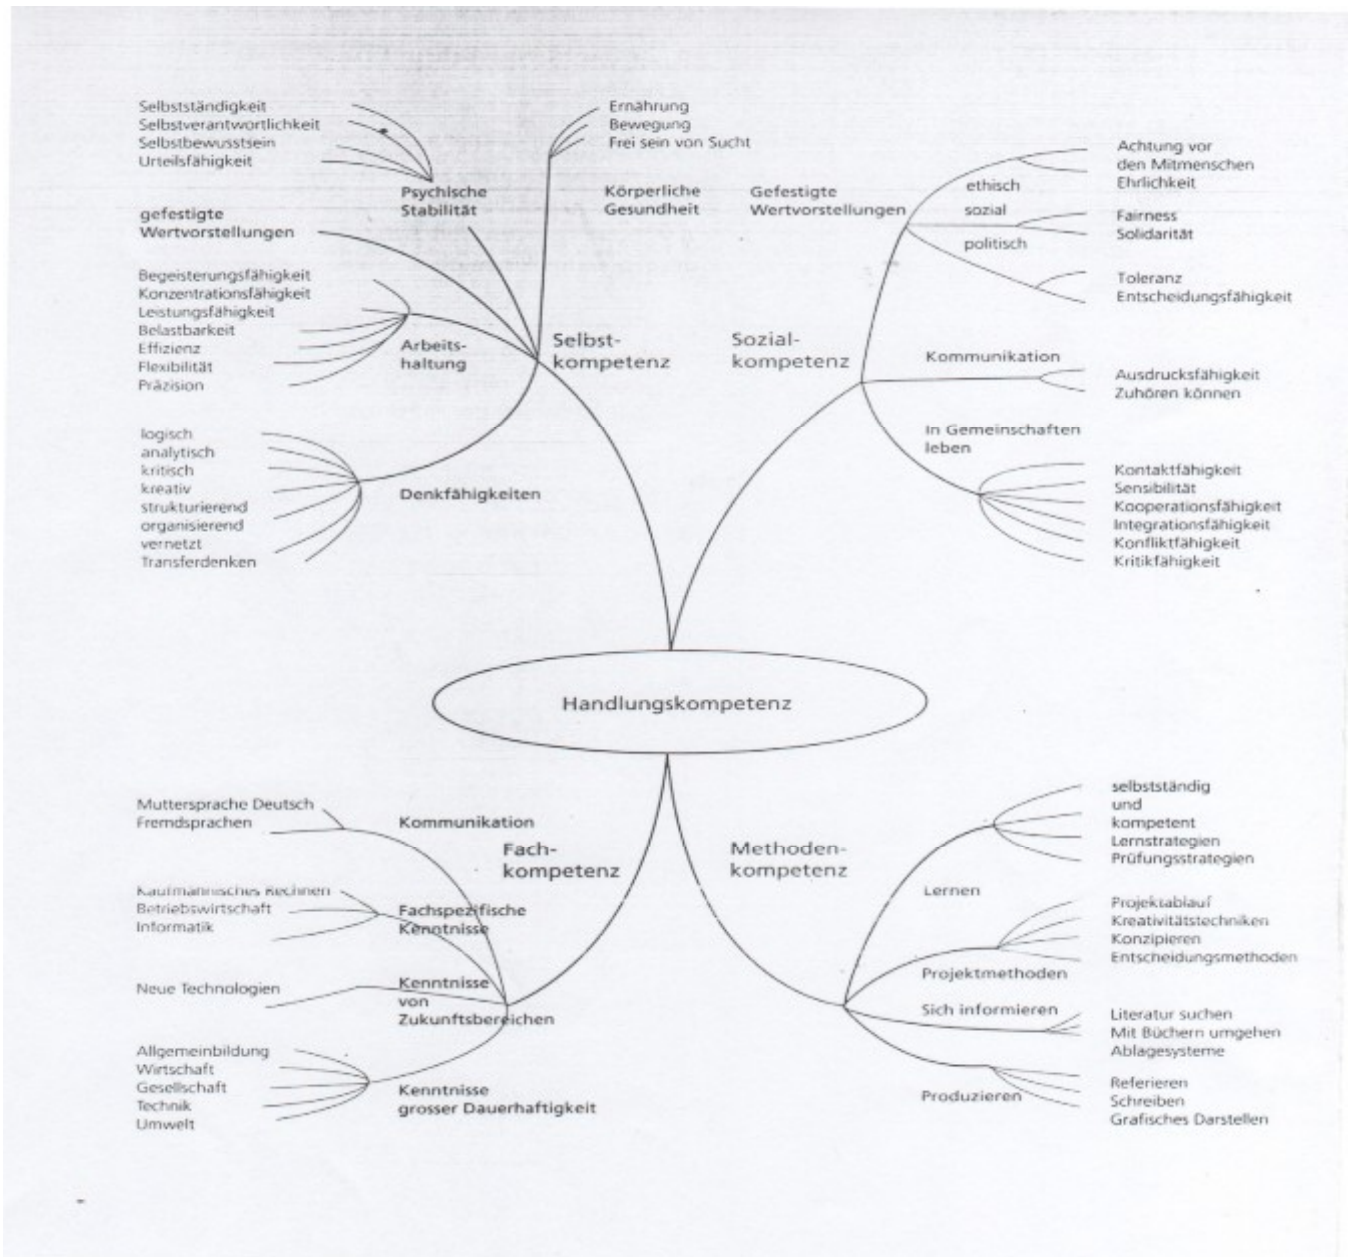 Selbstständigkeit
Selbstverantwortlichkeit
Selbstbewusstsein
Urteilsfähigkeit
Psychische
Stabilität
gefestigte
Wertvorstellungen
Begeisterungsfähigkeit
Konzentrationsfähigkeit
Leistungsfähigkeit
Belastbarkeit
Effizienz
Flexibilität
Präzision
Arbeits-
haltung
logisch
analytisch
kritisch
kreativ
strukturierend
organisierend
vernetzt
Transferdenken
Denkfähigkeiten
Ernährung
Bewegung
Frei sein von Sucht
Körperliche
Gesundheit
Selbst-
kompetenz
Sozial-
kompetenz
Gefestigte
Wertvorstellungen
ethisch
sozial
politisch
Achtung vor
den Mitmenschen
Ehrlichkeit
Fairness
Solidarität
Toleranz
Entscheidungsfähigkeit
Kommunikation
Ausdrucksfähigkeit
Zuhören können
In Gemeinschaften
leben
Kontaktfähigkeit
Sensibilität
Kooperationsfähigkeit
Integrationsfähigkeit
Konfliktfähigkeit
Kritikfähigkeit
Handlungskompetenz
Muttersprache Deutsch
Fremdsprachen
Kommunikation
Fach-
kompetenz
Kaufmännisches Rechnen
Betriebswirtschaft
Informatik
Fachspezifische
Kenntnisse
Neue Technologien
Kenntnisse
von
Zukunftsbereichen
Allgemeinbildung
Wirtschaft
Gesellschaft
Technik
Umwelt
Kenntnisse
grosser Dauerhaftigkeit
Methoden-
kompetenz
selbstständig
und
kompetent
Lernstrategien
Prüfungsstrategien
Lernen
Projektablauf
Kreativitätstechniken
Konzipieren
Entscheidungsmethoden
Projektmethoden
Sich informieren
Literatur suchen
Mit Büchern umgehen
Ablagesysteme
Produzieren
Referieren
Schreiben
Grafisches Darstellen